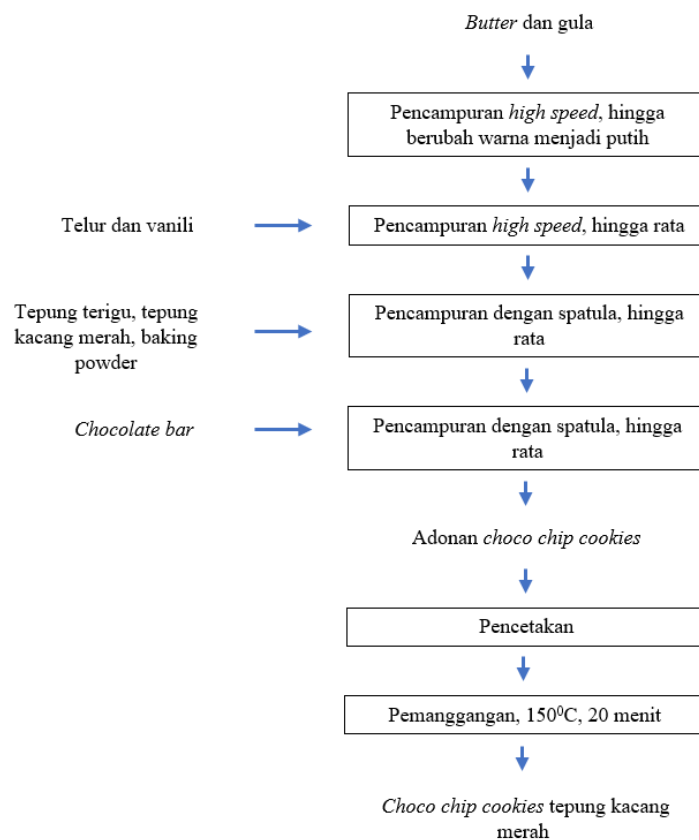 Butter dan gula
Pencampuran high speed, hingga
berubah warna menjadi putih
Telur dan vanili
Pencampuran high speed, hingga rata
Tepung terigu, tepung
kacang merah, baking
powder
Pencampuran dengan spatula, hingga
rata
Chocolate bar
Pencampuran dengan spatula, hingga
rata
Adonan choco chip cookies
Pencetakan
Pemanggangan, 150⁰C, 20 menit
Choco chip cookies tepung kacang
merah